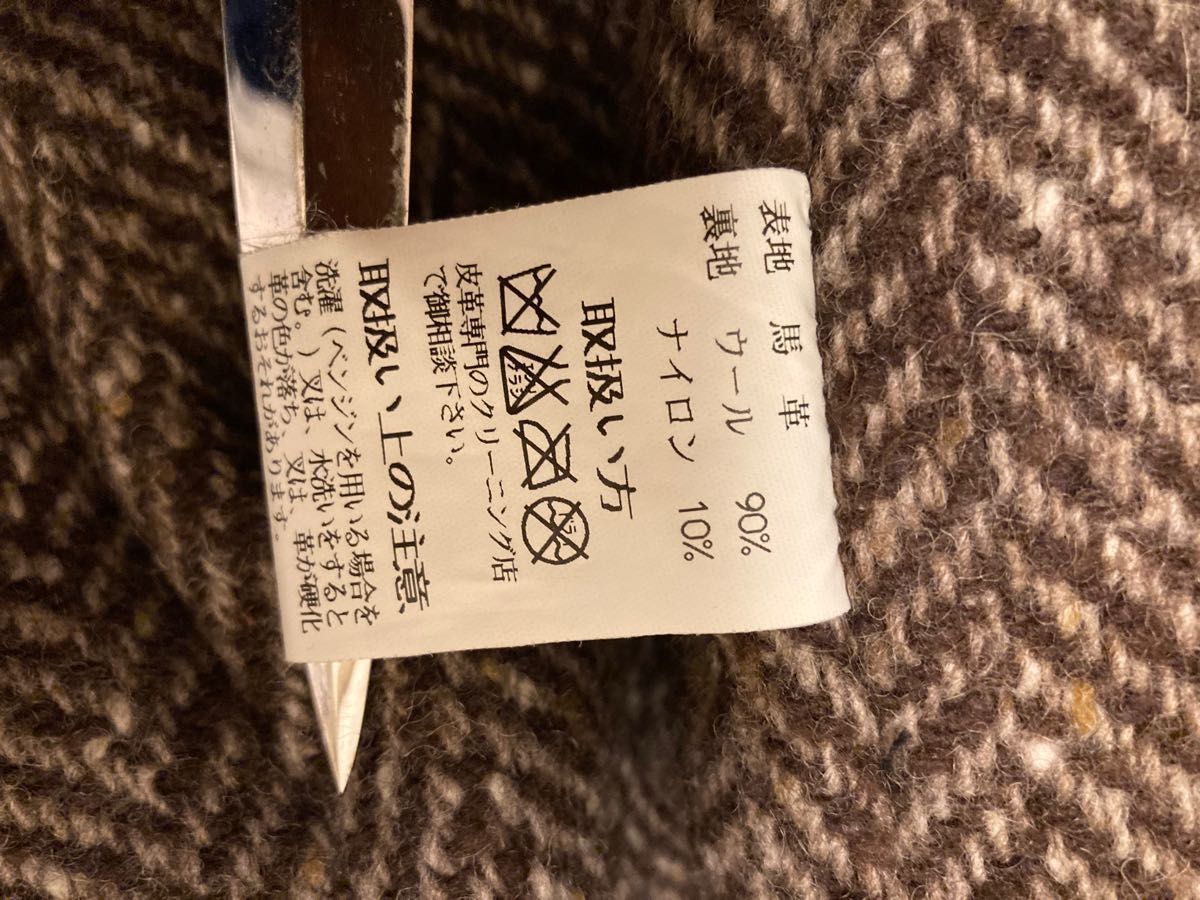 表地 馬革
裏地 ウール 90%
ナイロン 10%
取扱い方
皮革専門のクリーニング店
で御相談下さい。
取扱い上の注意
洗濯（ベンジンを用いる場合を
含む。）又は、水洗いをすると
革の色が落ち、又は、革が硬化
するおそれがあります。